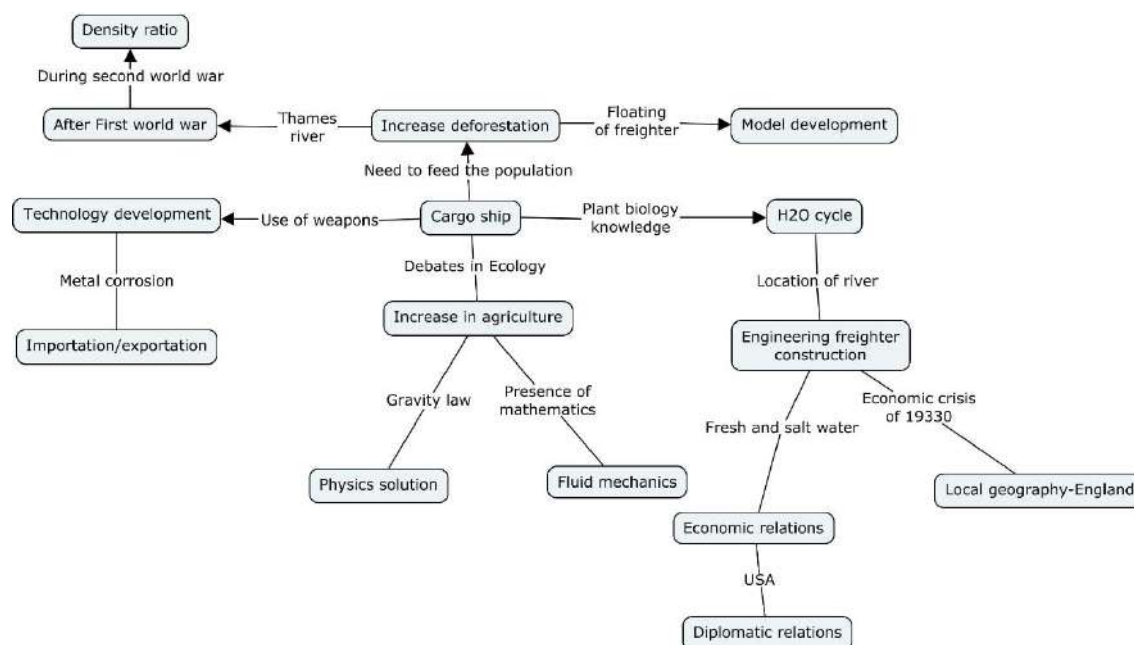 Density ratio
During second world war
After First world war
Thames
river
Increase deforestation
Floating
of freighter
Model development
Need to feed the population
Technology development
Use of weapons
Cargo ship
Plant biology
knowledge
H2O cycle
Metal corrosion
Debates in Ecology
Location of river
Importation/exportation
Increase in agriculture
Engineering freighter
construction
Gravity law
Presence of
mathematics
Fresh and salt water
Economic crisis
of 19330
Physics solution
Fluid mechanics
Local geography-England
Economic relations
USA
Diplomatic relations